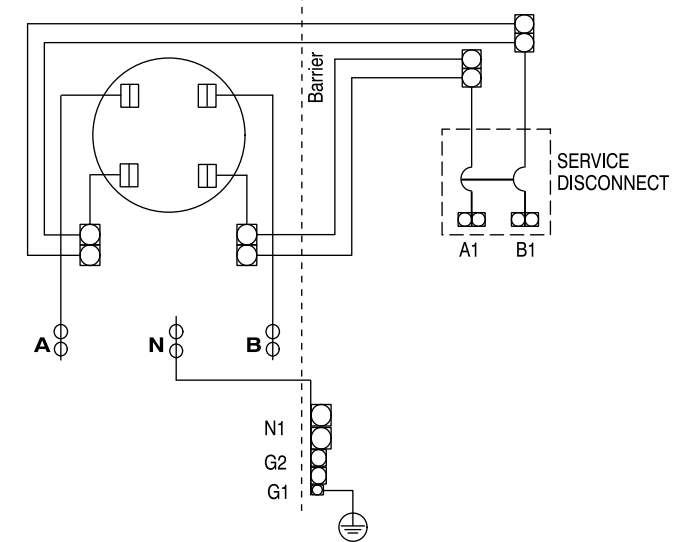 Barrier
SERVICE
DISCONNECT
A1 B1
A N B
N1
G2
G1